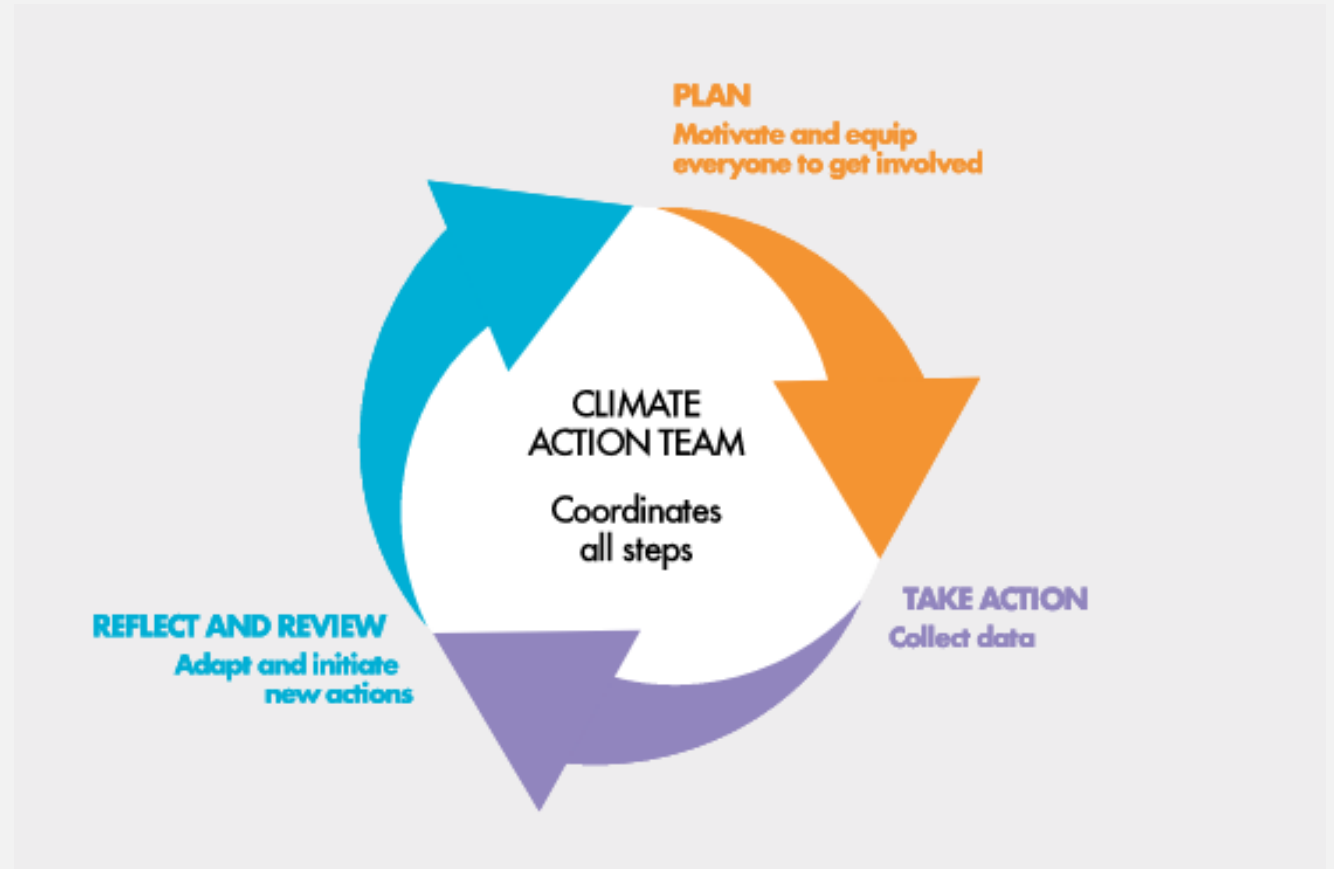 PLAN
Motivate and equip
everyone to get involved
CLIMATE
ACTION TEAM
Coordinates
all steps
TAKE ACTION
Collect data
REFLECT AND REVIEW
Adapt and initiate
new actions